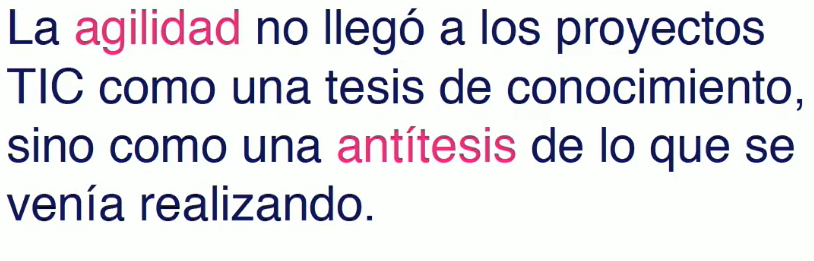 La agilidad no llegó a los proyectos
TIC como una tesis de conocimiento,
sino como una antítesis de lo que se
venía realizando.